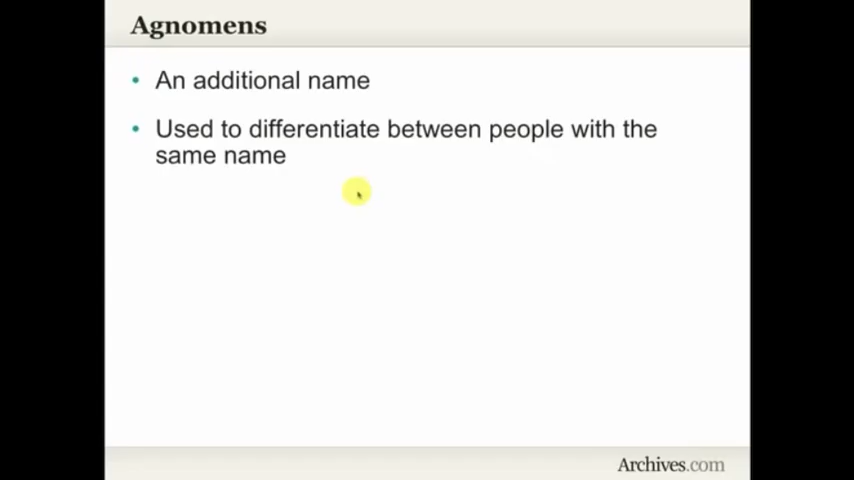 Agnomens
• An additional name
• Used to differentiate between people with the
same name
Archives.com